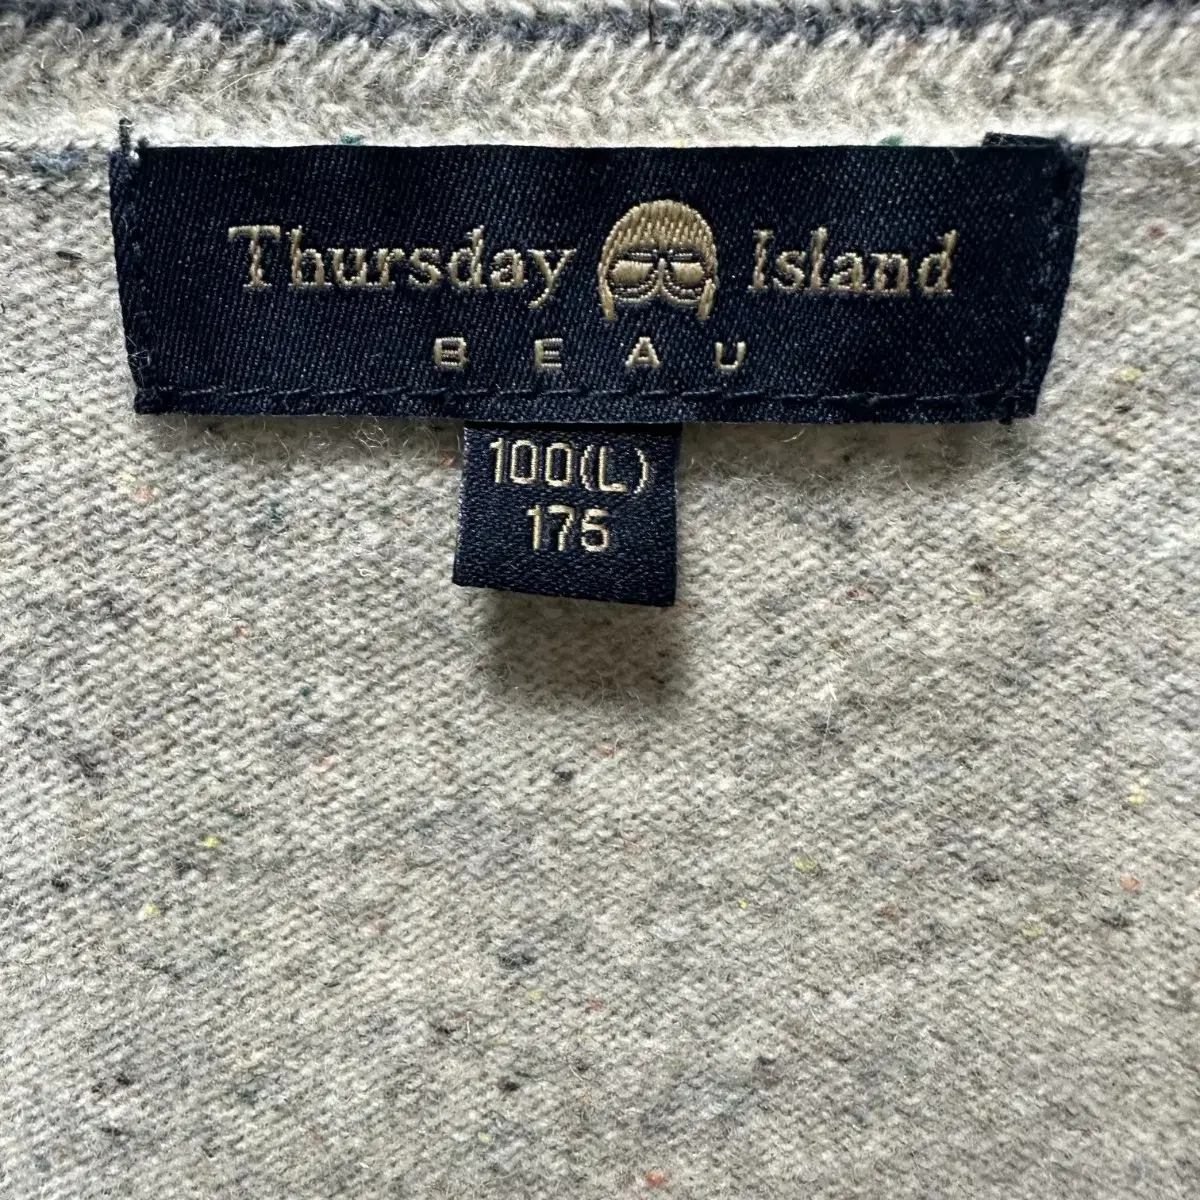 Thursday Island
BEAU
100(L)
175